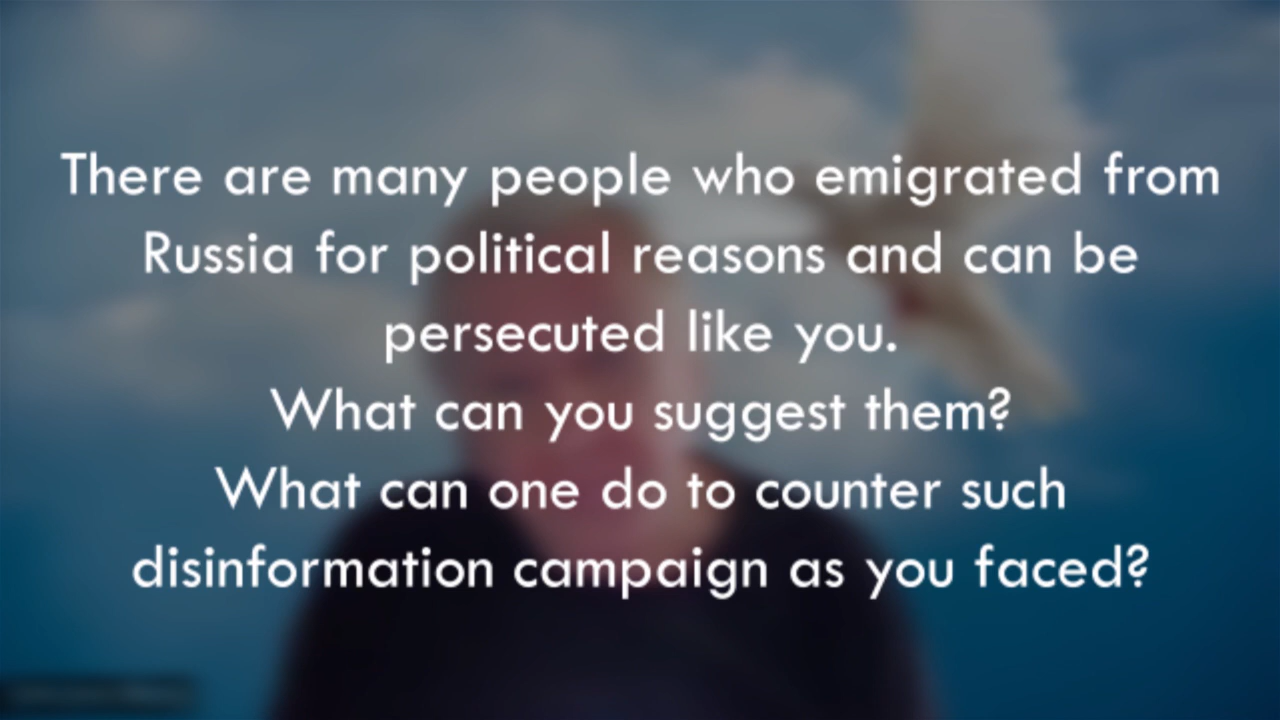 There are many people who emigrated from
Russia for political reasons and can be
persecuted like you.
What can you suggest them?
What can one do to counter such
disinformation campaign as you faced?